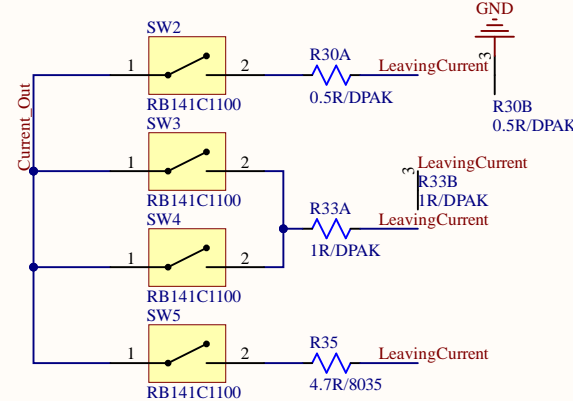 GND
SW2
1
2
RB141C1100
R30A
0.5R/DPAK
LeavingCurrent
3
R30B
0.5R/DPAK
Current_Out
SW3
1
2
RB141C1100
3
LeavingCurrent
R33B
1R/DPAK
SW4
1
2
RB141C1100
R33A
1R/DPAK
LeavingCurrent
SW5
1
2
RB141C1100
R35
4.7R/8035
LeavingCurrent